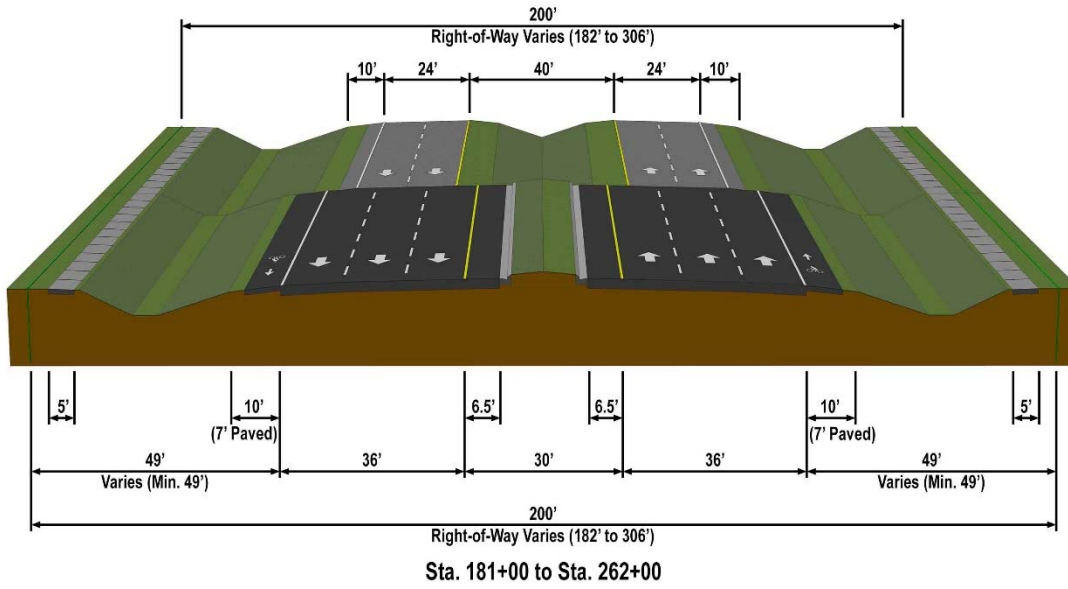 200’
Right-of-Way Varies (182’ to 306’)
10’ 24’ 40’ 24’ 10’
5’ 10’ 6.5’ 6.5’ 10’ 5’
(7’ Paved) (7’ Paved)
49’ 36’ 30’ 36’ 49’
Varies (Min. 49’) Varies (Min. 49’)
200’
Right-of-Way Varies (182’ to 306’)
Sta. 181+00 to Sta. 262+00